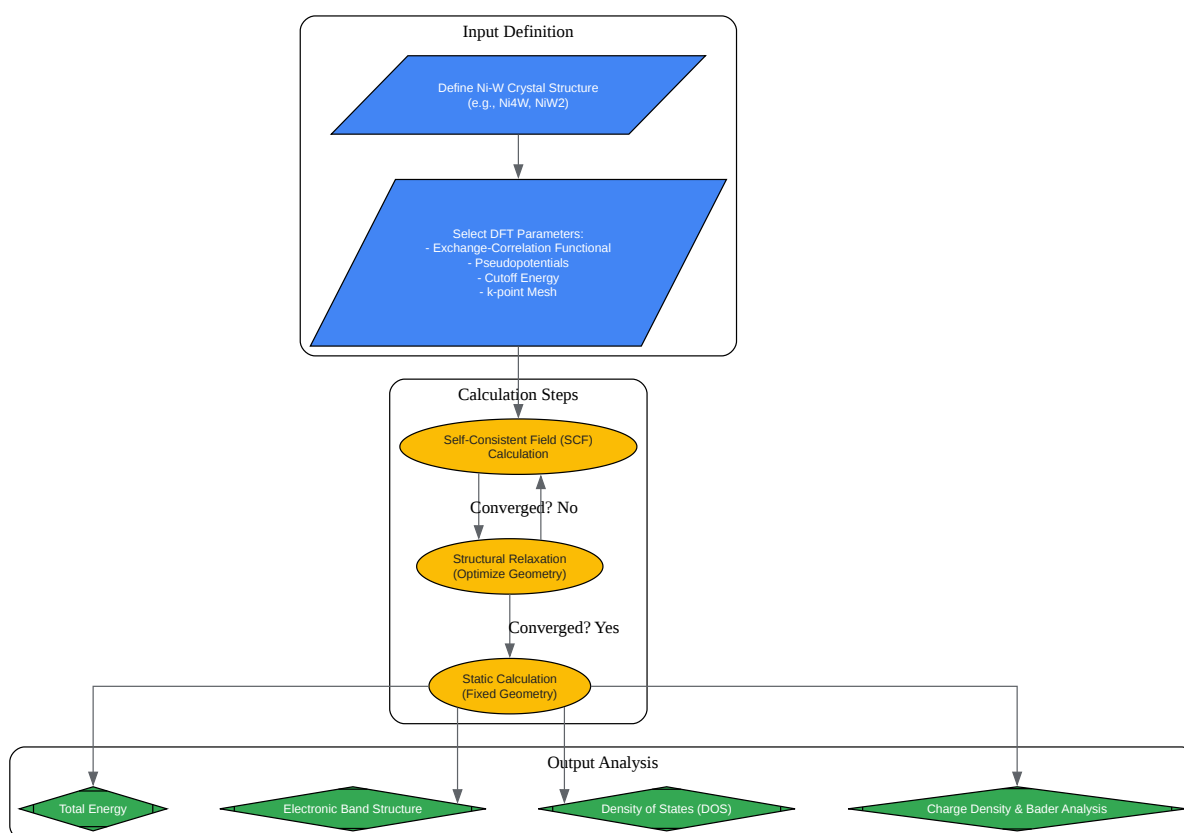 Input Definition
Define Ni-W Crystal Structure
(e.g., Ni4W, NiW2)
Select DFT Parameters:
- Exchange-Correlation Functional
- Pseudopotentials
- Cutoff Energy
- k-point Mesh
Calculation Steps
Self-Consistent Field (SCF)
Calculation
Converged? No
Structural Relaxation
(Optimize Geometry)
Converged? Yes
Static Calculation
(Fixed Geometry)
Output Analysis
Total Energy
Electronic Band Structure
Density of States (DOS)
Charge Density & Bader Analysis